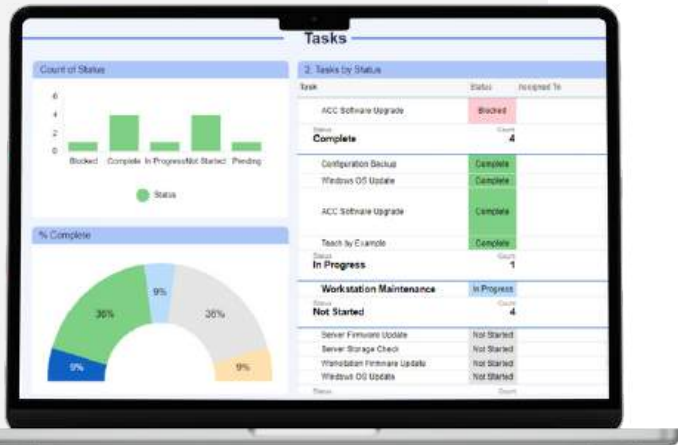 Tasks
Count of Status
6
4
2
0
Blocked Complete In Progress Not Started Pending
Status
% Complete
9%
36%
9%
36%
9%
2. Tasks by Status
Task Status Assigned To
ACC Software Upgrade Blocked
Status Count
Complete 4
Configuration Backup Complete
Windows OS Update Complete
ACC Software Upgrade Complete
Teach by Example Complete
Status Count
In Progress 1
Workstation Maintenance In Progress
Status Count
Not Started 4
Server Firmware Update Not Started
Server Storage Check Not Started
Workstation Firmware Update Not Started
Windows OS Update Not Started
Status Count